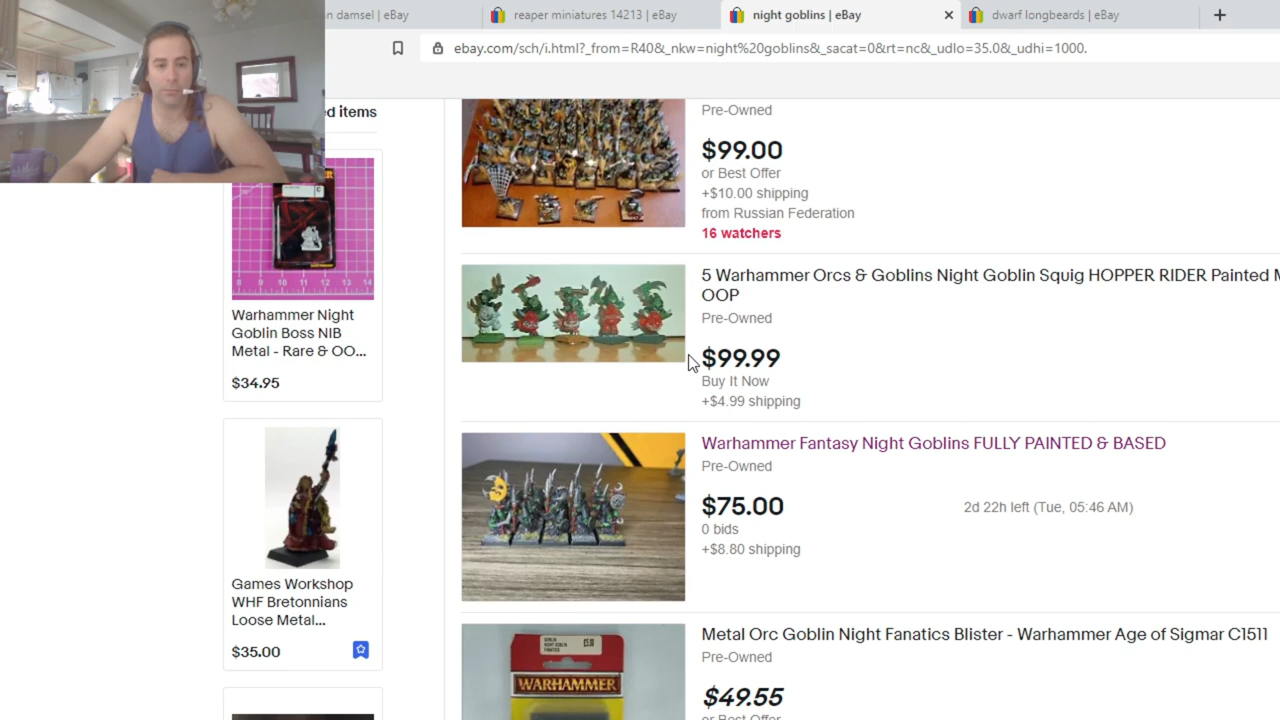 n damsel | eBay
reaper miniatures 14213 | eBay
night goblins | eBay
dwarf longbeards | eBay
ebay.com/sch/i.html?_from=R40&_nkw=night%20goblins&_sacat=0&rt=nc&_udlo=35.0&_udhi=1000.
d items
Warhammer Night
Goblin Boss NIB
Metal - Rare & OO...
$34.95
Games Workshop
WHF Bretonnians
Loose Metal...
$35.00
Pre-Owned
$99.00
or Best Offer
+$10.00 shipping
from Russian Federation
16 watchers
5 Warhammer Orcs & Goblins Night Goblin Squig HOPPER RIDER Painted M
OOP
Pre-Owned
$99.99
Buy It Now
+$4.99 shipping
Warhammer Fantasy Night Goblins FULLY PAINTED & BASED
Pre-Owned
$75.00
2d 22h left (Tue, 05:46 AM)
0 bids
+$8.80 shipping
WARHAMMER
Metal Orc Goblin Night Fanatics Blister - Warhammer Age of Sigmar C1511
Pre-Owned
$49.55
or Best Offer